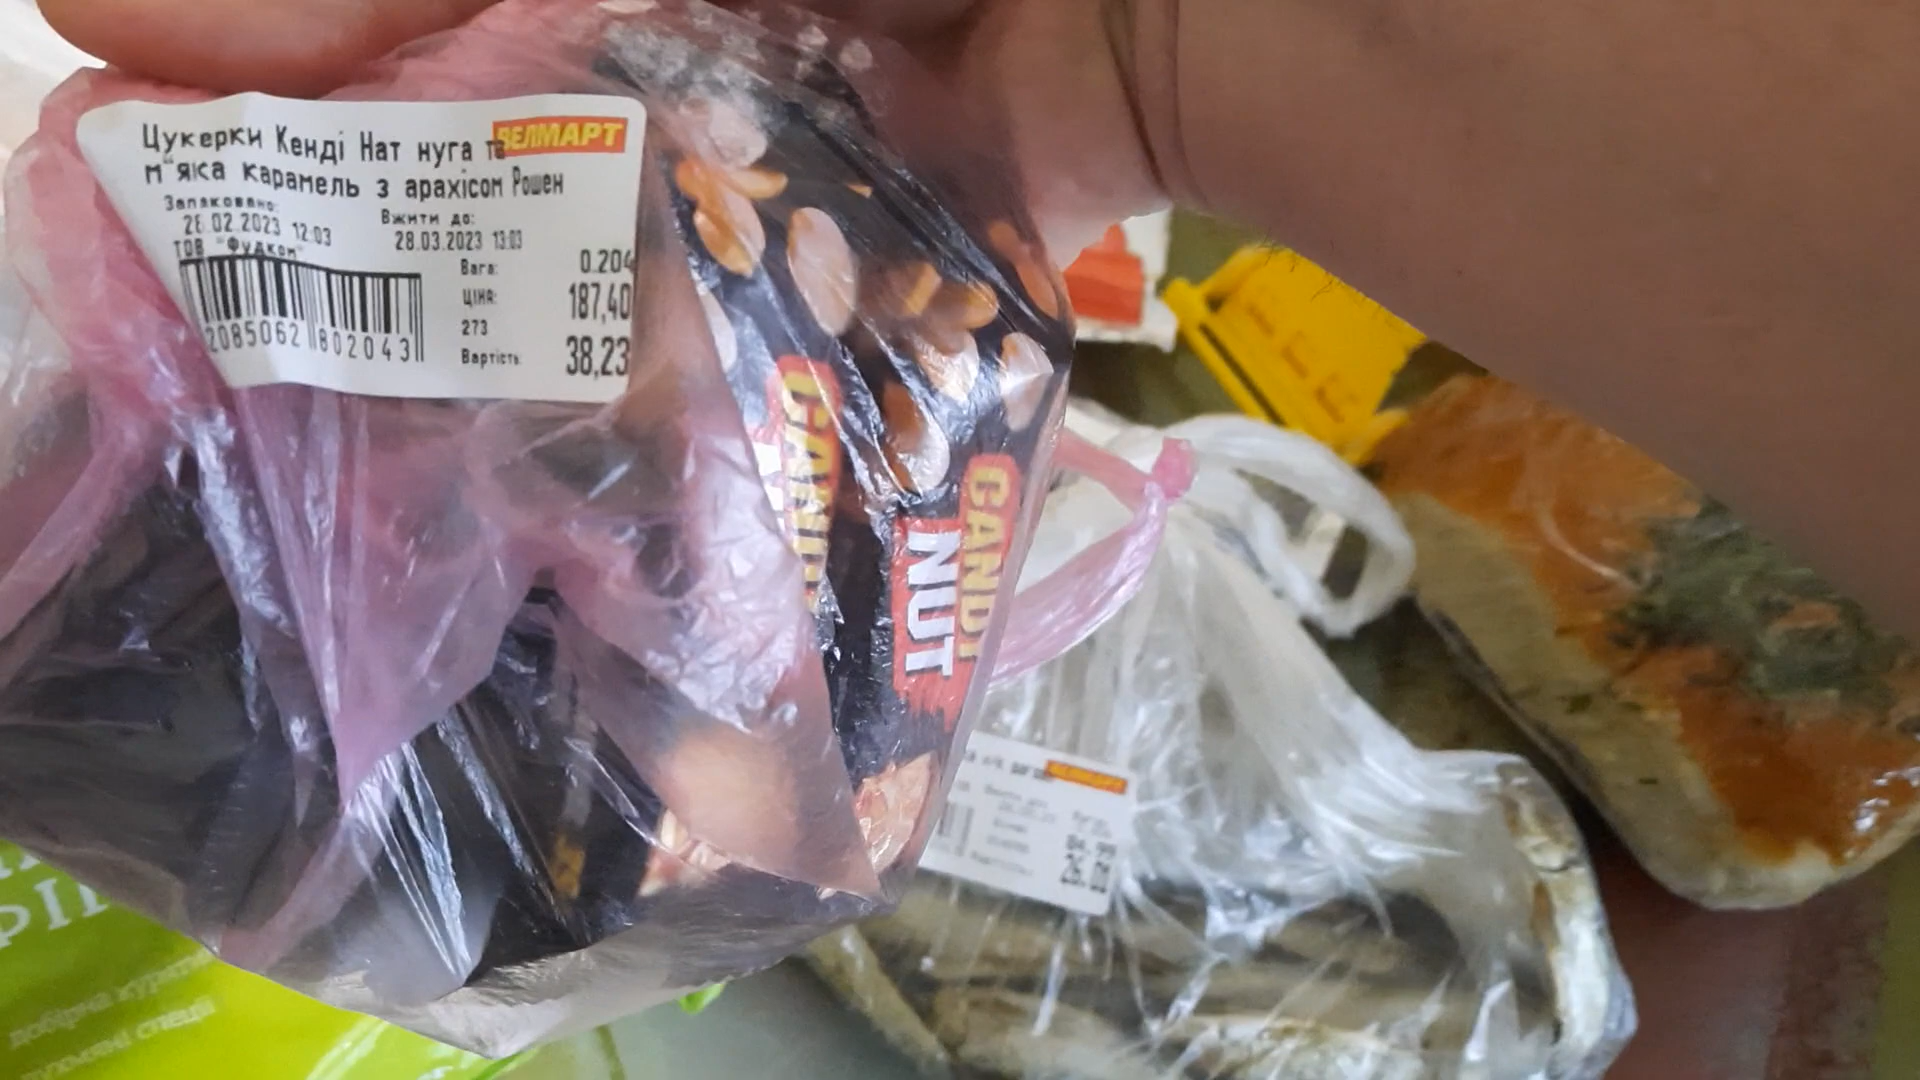 Цукерки Кенді Нат нуга та
ВЕЛМАРТ
м"яка карамель з арахісом Рошен
Запаковано:
Вжити до:
28.02.2023 12:03
28.03.2023 13:03
ТОВ "Фудком"
Вага: 0.204
ЦІНА: 187,40
273
Вартість: 38,23
2085062 802043
CANDY
CANDY
NUT
ВЕЛМАРТ
добірна